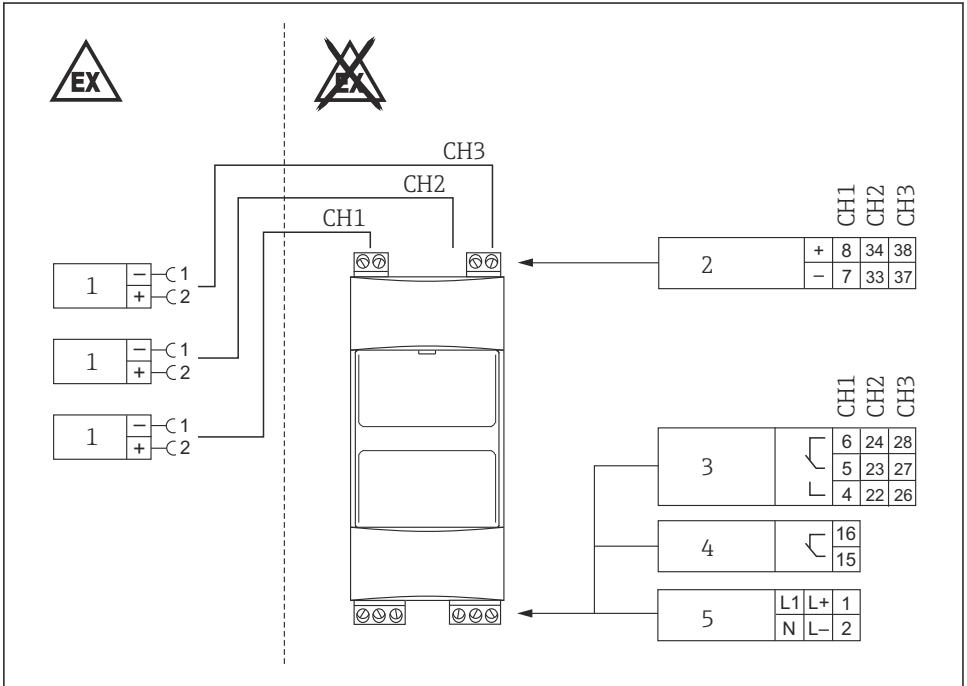 EX
EX
CH3
CH2
CH1
1 − 1
+ 2
1 − 1
+ 2
1 − 1
+ 2
CH1 CH2 CH3
2 + 8 34 38
− 7 33 37
CH1 CH2 CH3
3 6 24 28
5 23 27
4 22 26
4 16
15
5 L1 L+ 1
N L− 2